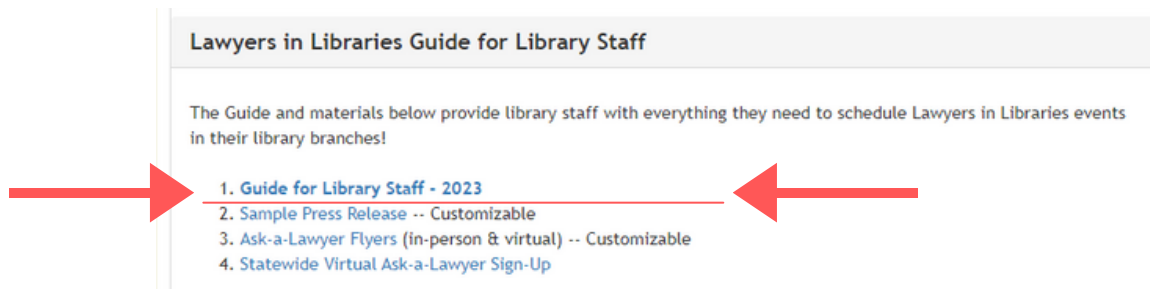 Lawyers in Libraries Guide for Library Staff
The Guide and materials below provide library staff with everything they need to schedule Lawyers in Libraries events
in their library branches!
1. Guide for Library Staff - 2023
2. Sample Press Release -- Customizable
3. Ask-a-Lawyer Flyers (in-person & virtual) -- Customizable
4. Statewide Virtual Ask-a-Lawyer Sign-Up